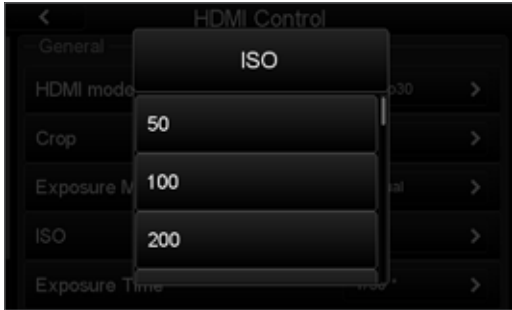 HDMI Control
General
ISO
HDMI mode
50
Crop
100
Exposure M
ISO
200
Exposure Time